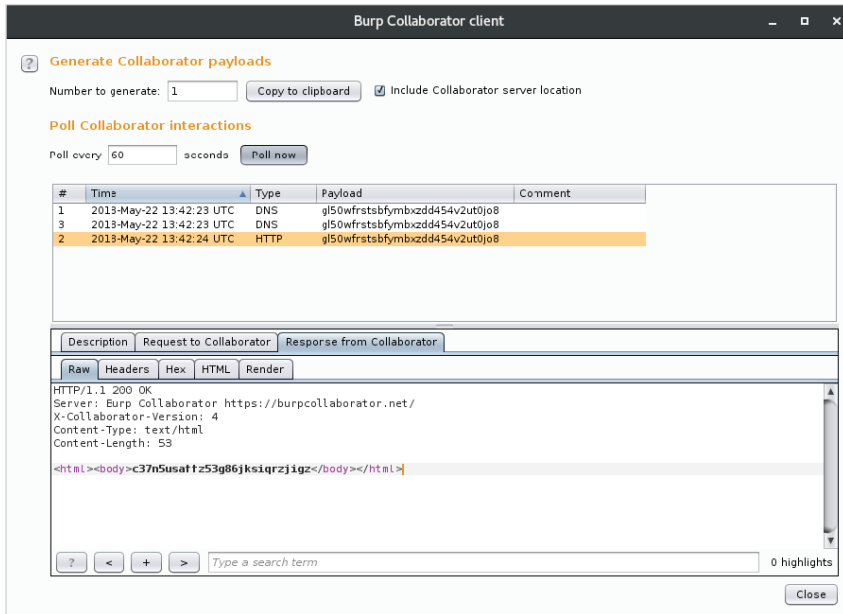 Burp Collaborator client
? Generate Collaborator payloads
Number to generate: 1 Copy to clipboard Include Collaborator server location
Poll Collaborator interactions
Poll every 60 seconds Poll now
# Time Type Payload Comment
1 2018-May-22 13:42:23 UTC DNS gl50wfrstsbfymbxzdd454v2ut0jo8
3 2018-May-22 13:42:23 UTC DNS gl50wfrstsbfymbxzdd454v2ut0jo8
2 2018-May-22 13:42:24 UTC HTTP gl50wfrstsbfymbxzdd454v2ut0jo8
Description Request to Collaborator Response from Collaborator
Raw Headers Hex HTML Render
HTTP/1.1 200 OK
Server: Burp Collaborator https://burpcollaborator.net/
X-Collaborator-Version: 4
Content-Type: text/html
Content-Length: 53
<html><body>c37n5usaftz53g86jksiqrzjigz</body></html>
? < + > Type a search term 0 highlights
Close